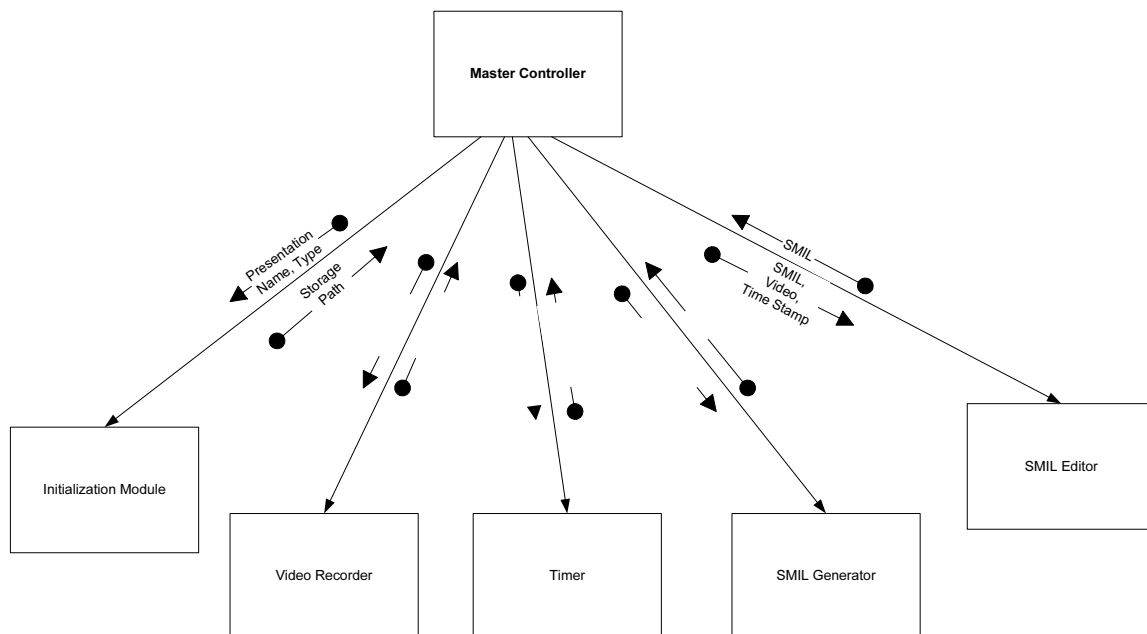 Master Controller
Presentation
Name, Type
Storage
Path
SMIL
SMIL,
Video,
Time Stamp
Initialization Module
Video Recorder
Timer
SMIL Generator
SMIL Editor